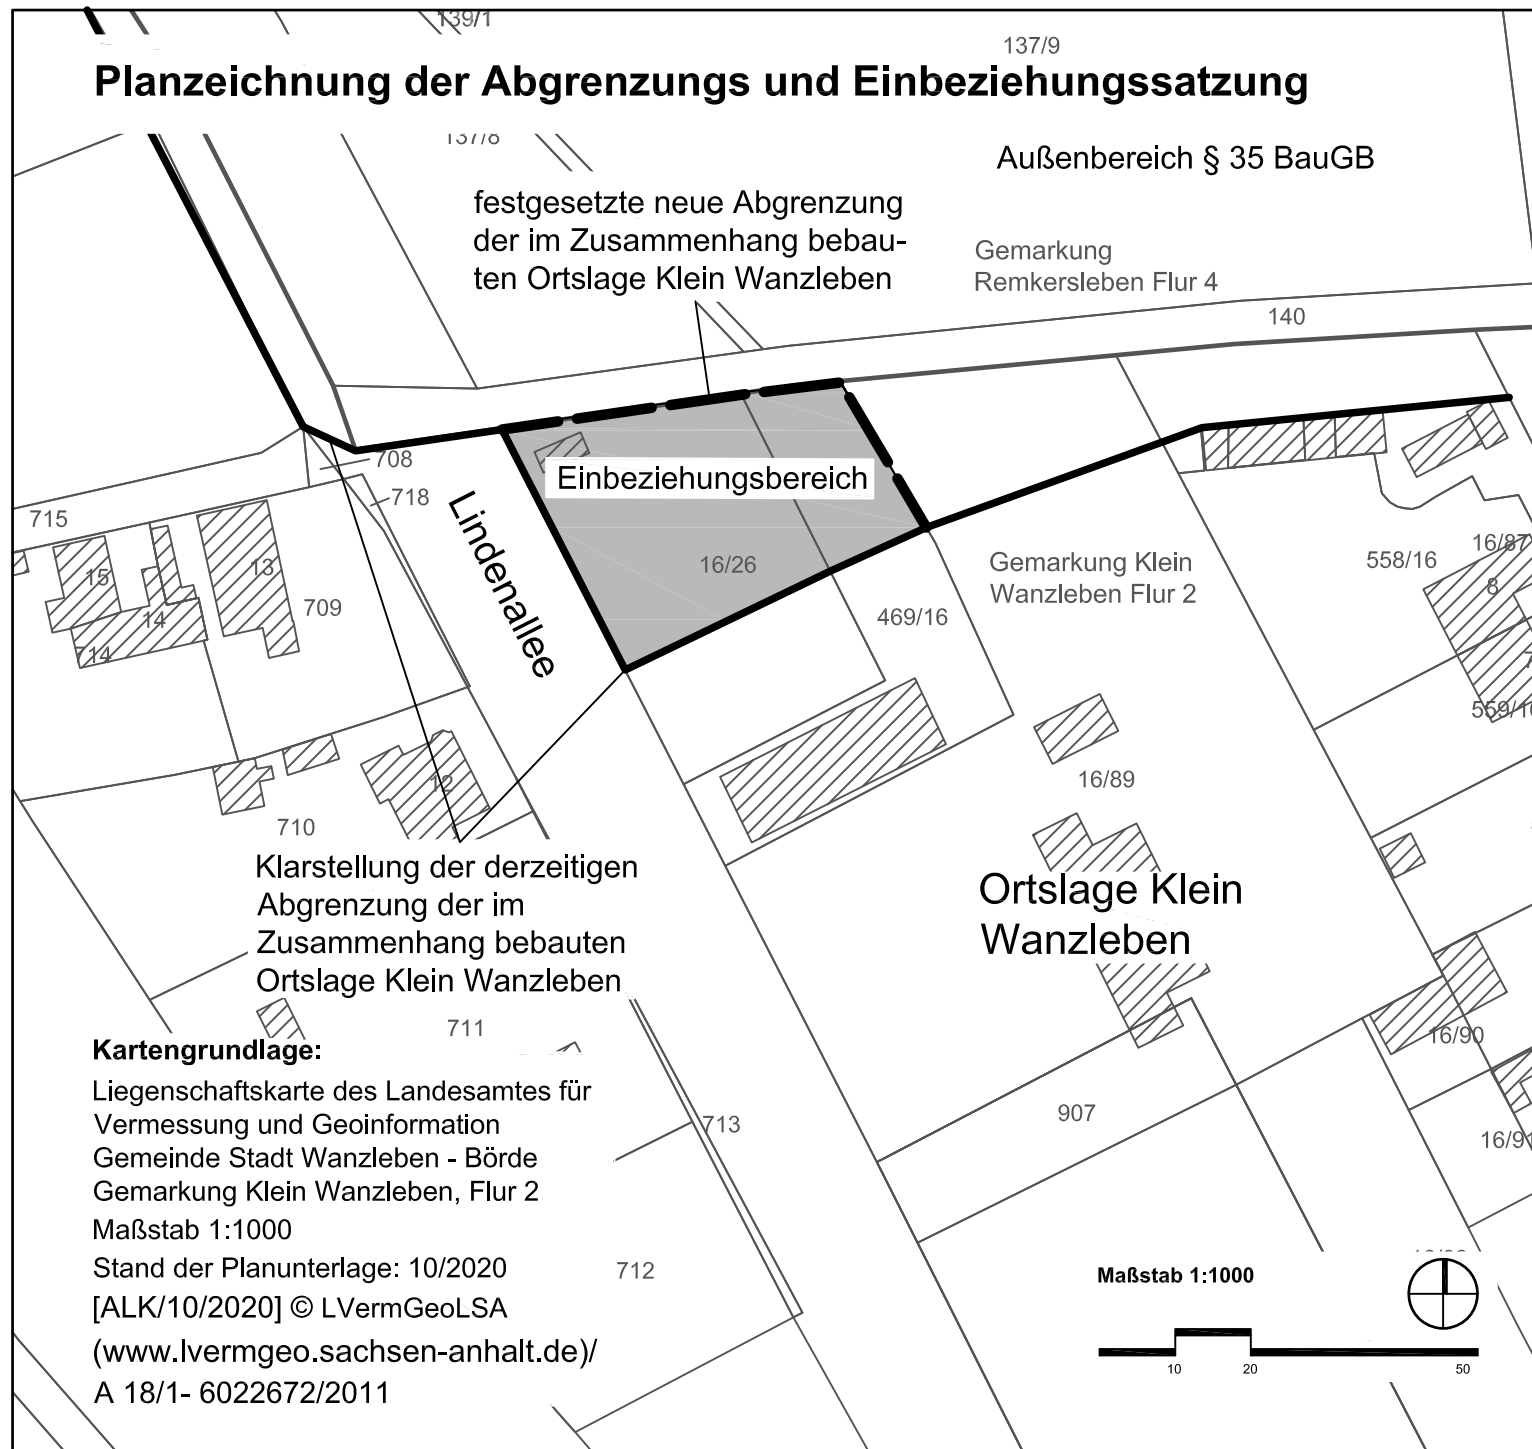 139/1
137/9
Planzeichnung der Abgrenzungs und Einbeziehungssatzung
137/8
Außenbereich § 35 BauGB
festgesetzte neue Abgrenzung
der im Zusammenhang bebau-
ten Ortslage Klein Wanzleben
Gemarkung
Remkersleben Flur 4
140
708
718
715
Einbeziehungsbereich
Lindenallee
16/26
15
14
13
709
714
469/16
Gemarkung Klein
Wanzleben Flur 2
558/16
16/87
8
12
710
16/89
Klarstellung der derzeitigen
Abgrenzung der im
Zusammenhang bebauten
Ortslage Klein Wanzleben
Ortslage Klein
Wanzleben
711
16/90
907
713
712
Kartengrundlage:
Liegenschaftskarte des Landesamtes für
Vermessung und Geoinformation
Gemeinde Stadt Wanzleben - Börde
Gemarkung Klein Wanzleben, Flur 2
Maßstab 1:1000
Stand der Planunterlage: 10/2020
[ALK/10/2020] © LVermGeoLSA
(www.lvermgeo.sachsen-anhalt.de)/
A 18/1- 6022672/2011
16/91
Maßstab 1:1000
10 20 50